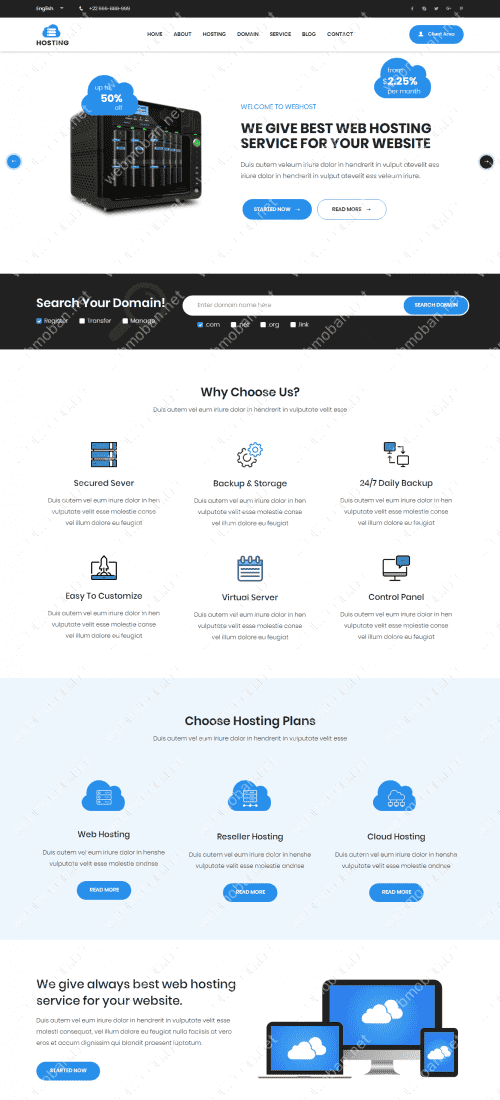 English
HOSTING
HOME ABOUT HOSTING DOMAIN SERVICE BLOG CONTACT
Client Area
up to
50%
off
from
$2.25%
per month
WELCOME TO WEBHOST
WE GIVE BEST WEB HOSTING
SERVICE FOR YOUR WEBSITE
Duis autem veleum iriure dolor in hendrerit in vulput otevelit ess
iriure dolor in hendrerit in vulput atevelit ess veleum iriure.
STARTED NOW → READ MORE →
Search Your Domain!
Register Transfer Manage
Enter domain name here
SEARCH DOMAIN
.com .net .org .link
Why Choose Us?
Duis autem vel eum iriure dolor in hendrerit in vulputate velit esse
Secured Sever
Duis autem vel eum iriure dolor in hen
vulputate velit esse molestie conse
vel illum dolore eu feugiat
Backup & Storage
Duis autem vel eum iriure dolor in hen
vulputate velit esse molestie conse
vel illum dolore eu feugiat
24/7 Daily Backup
Duis autem vel eum iriure dolor in hen
vulputate velit esse molestie conse
vel illum dolore eu feugiat
Easy To Customize
Duis autem vel eum iriure dolor in hen
vulputate velit esse molestie conse
vel illum dolore eu feugiat
Virtual Server
Duis autem vel eum iriure dolor in hen
vulputate velit esse molestie conse
vel illum dolore eu feugiat
Control Panel
Duis autem vel eum iriure dolor in hen
vulputate velit esse molestie conse
vel illum dolore eu feugiat
Choose Hosting Plans
Duis autem vel eum iriure dolor in hendrerit in vulputate velit esse
Web Hosting
Duis autem vel eum iriure dolor in henshe
vulputate velit esse molestie ondnse
READ MORE
Reseller Hosting
Duis autem vel eum iriure dolor in henshe
vulputate velit esse molestie ondnse
READ MORE
Cloud Hosting
Duis autem vel eum iriure dolor in henshe
vulputate velit esse molestie ondnse
READ MORE
We give always best web hosting
service for your website.
Duis autem vel eum iriure dolor in hendrerit in vulputate velit esse
molesti consequat, vel illum dolore eu feugiat nulla facilisis at vero
eros et accum dignissim qui blandit praesent luptatum
STARTED NOW
webmoban.net